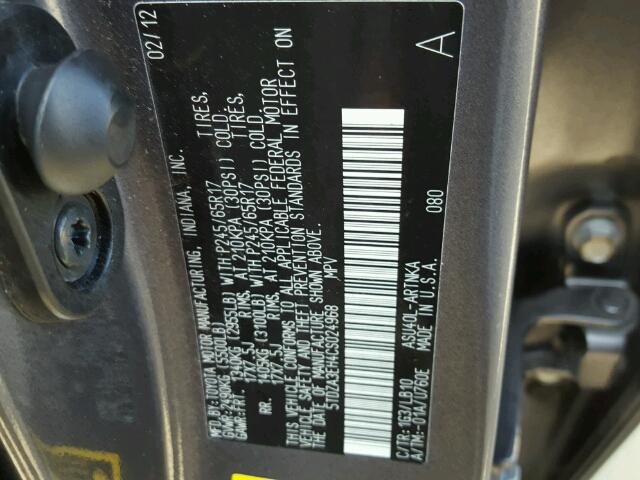 MFD. BY: TOYOTA MOTOR MANUFACTURING INDIANA, INC. 02/12
GVWR: 2495KG (5500LB)
GAWR: FR. 1340KG (2955LB) WITH P245/65R17 TIRES,
17X7.5J RIMS, AT 210KPA (30PSI) COLD.
RR. 1405KG (3100LB) WITH P245/65R17 TIRES,
17X7.5J RIMS, AT 210KPA (30PSI) COLD.
THIS VEHICLE CONFORMS TO ALL APPLICABLE FEDERAL MOTOR
VEHICLE SAFETY AND THEFT PREVENTION STANDARDS IN EFFECT ON
THE DATE OF MANUFACTURE SHOWN ABOVE.
5TDZA3EHCS024968 MPV
080 A
C/TR: 1G3/LB10 ASU40L-ARTNKA
A/TM: -01A/U760E MADE IN U.S.A.